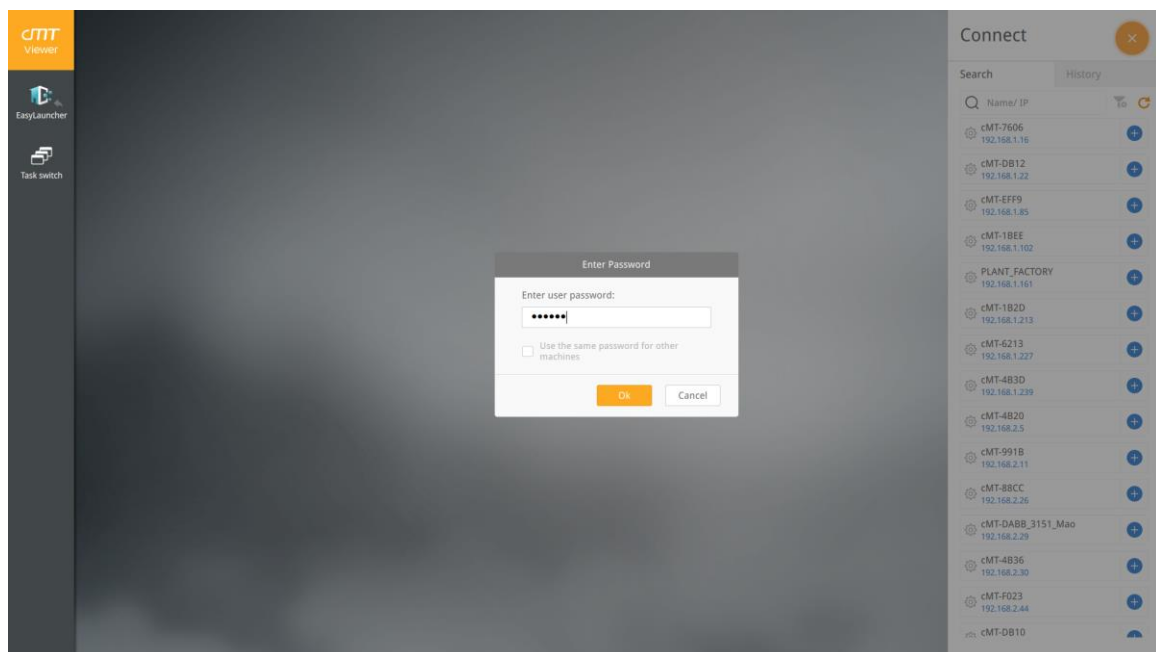 cMT
viewer
EasyLauncher
Task switch
Enter Password
Enter user password:
••••••
Use the same password for other
machines
Ok
Cancel
Connect
Search
History
Name/ IP
cMT-7606
192.168.1.16
cMT-DB12
192.168.1.22
cMT-EFF9
192.168.1.85
cMT-1BEE
192.168.1.102
PLANT_FACTORY
192.168.1.161
cMT-1B2D
192.168.1.213
cMT-6213
192.168.1.227
cMT-4B3D
192.168.1.239
cMT-4B20
192.168.2.5
cMT-991B
192.168.2.11
cMT-88CC
192.168.2.26
cMT-DABB_3151_Mao
192.168.2.29
cMT-4B36
192.168.2.30
cMT-F023
192.168.2.44
cMT-DB10